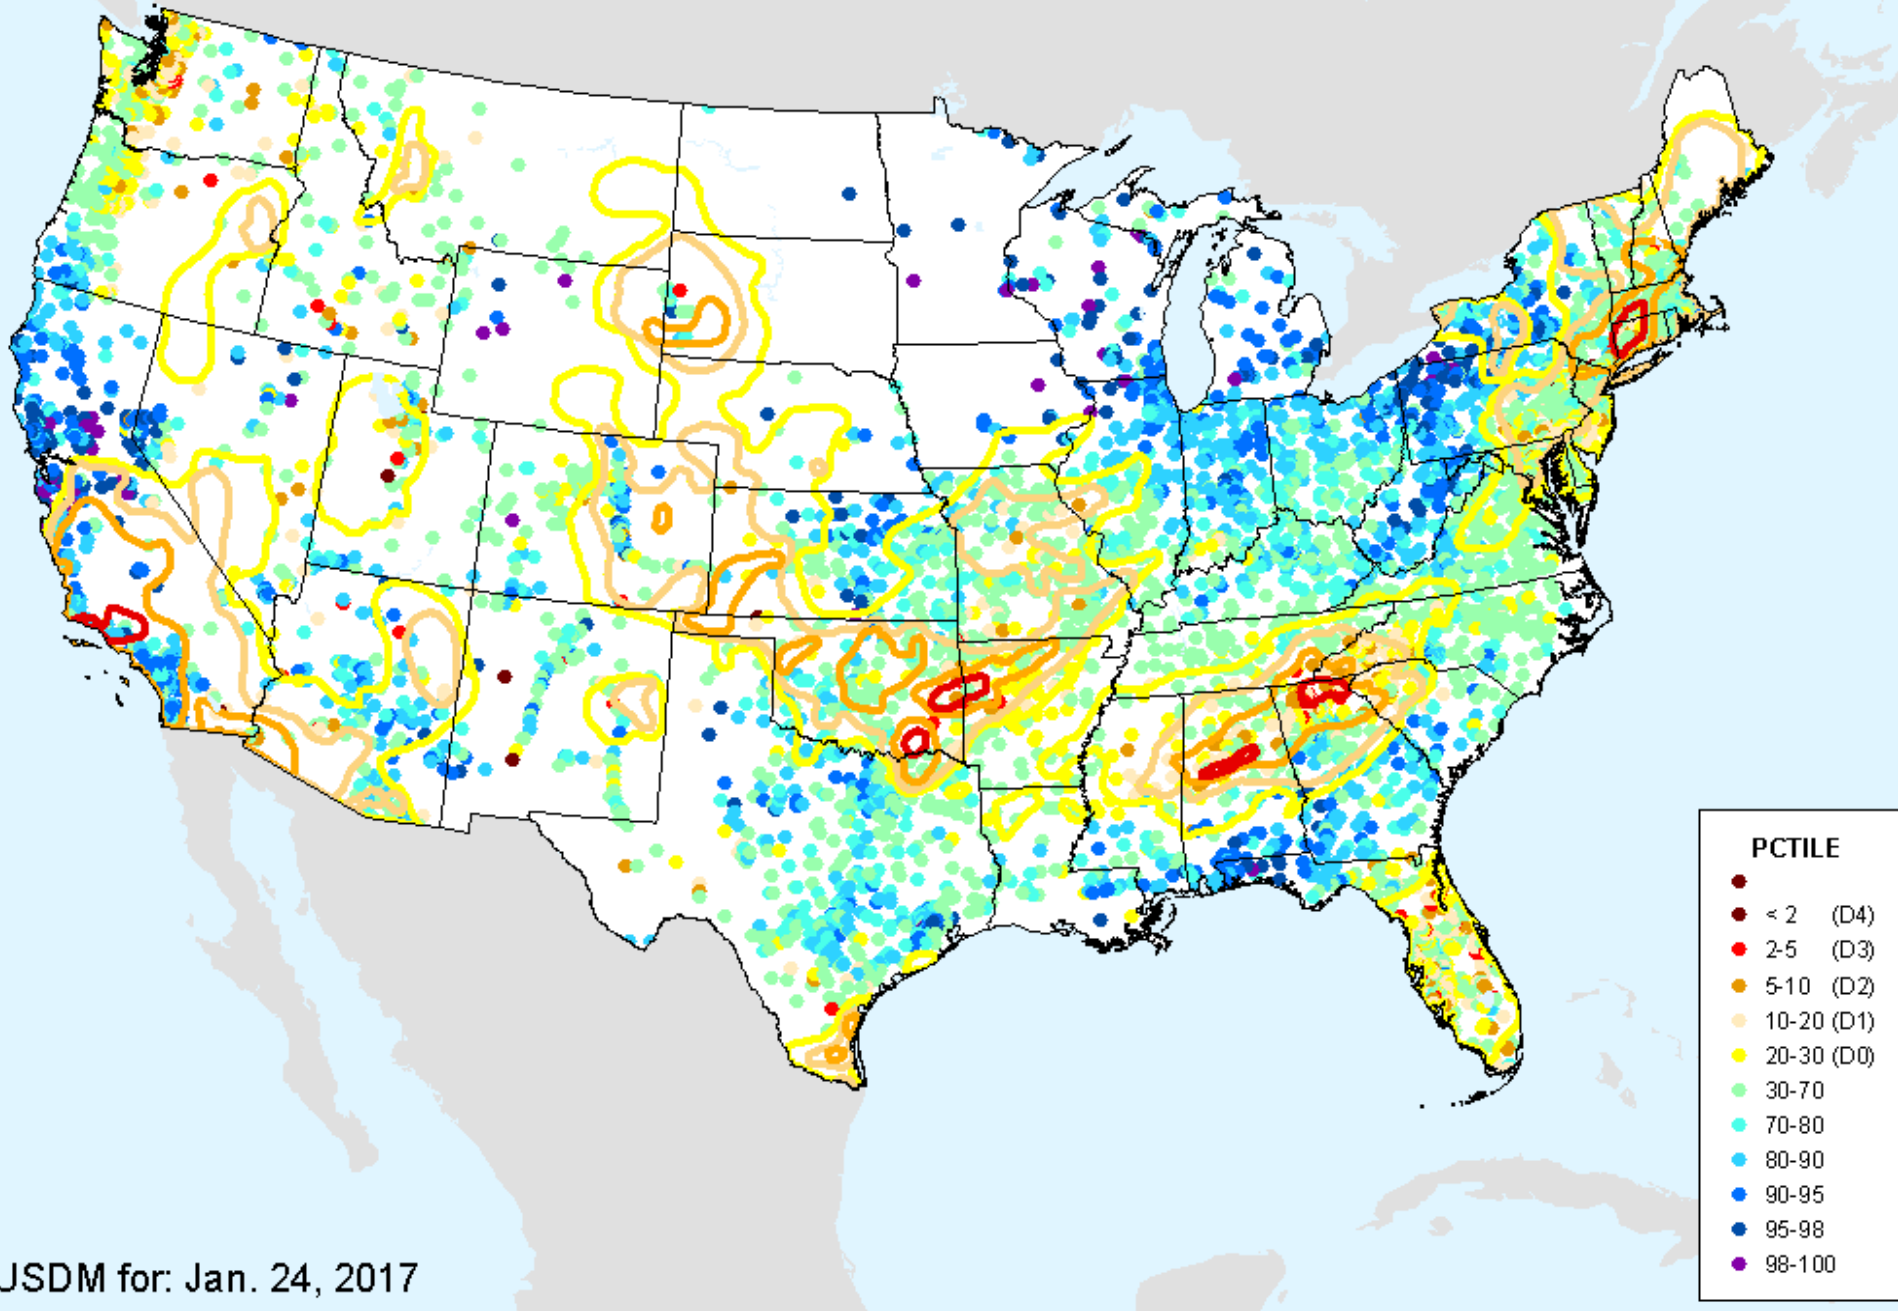 PCTILE
< 2 (D4)
2-5 (D3)
5-10 (D2)
10-20 (D1)
20-30 (D0)
30-70
70-80
80-90
90-95
95-98
98-100
USDM for: Jan. 24, 2017